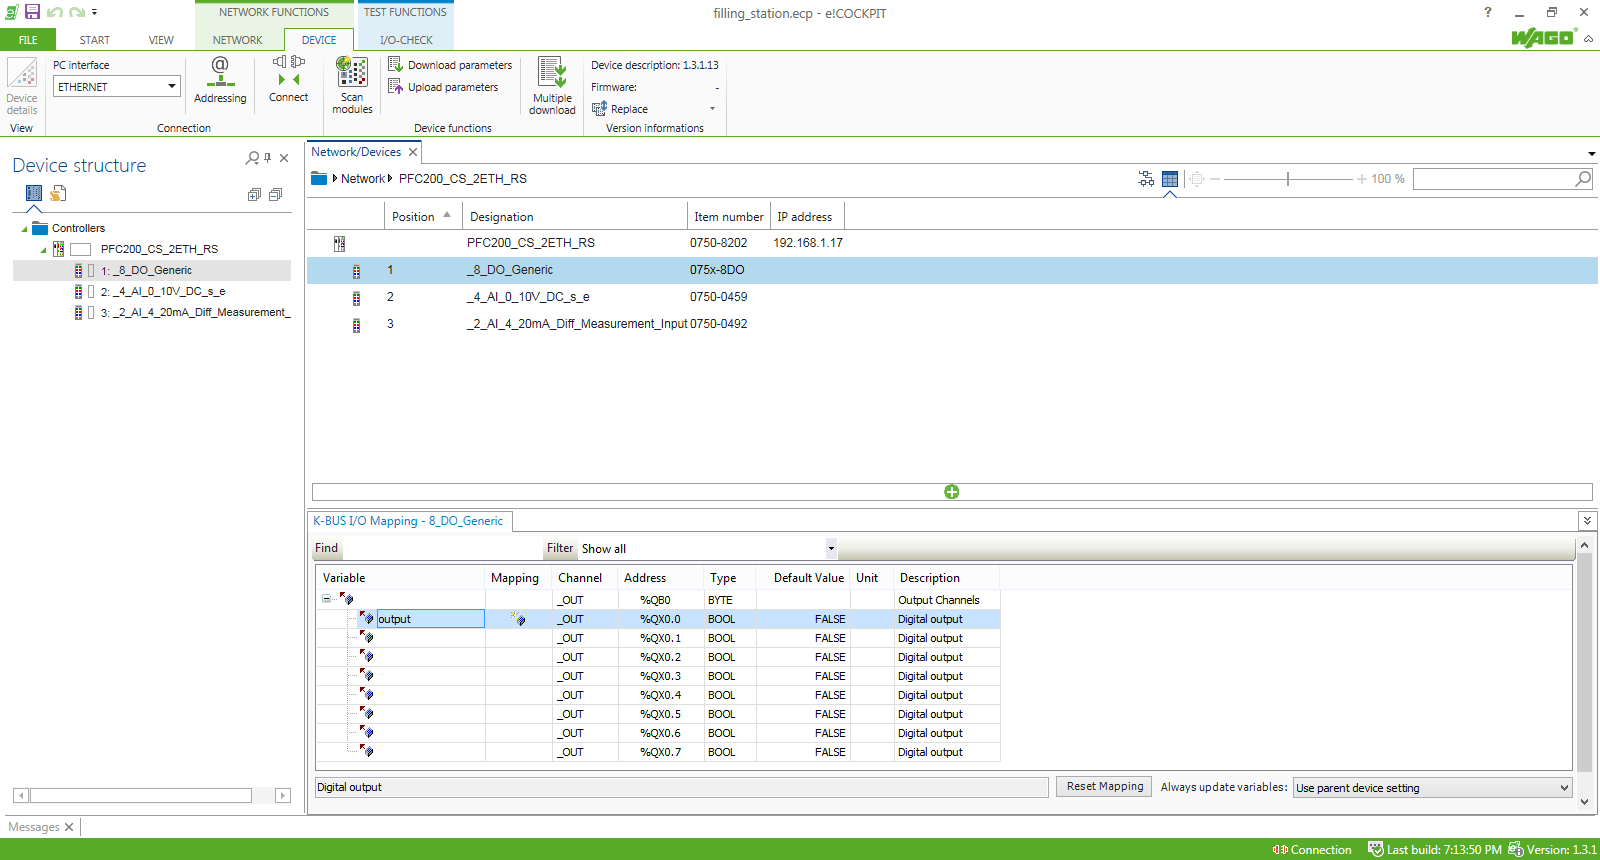 NETWORK FUNCTIONS TEST FUNCTIONS filling_station.ecp - e!COCKPIT ?
FILE START VIEW NETWORK DEVICE I/O-CHECK WAGO
PC interface
ETHERNET
Device details
View
Addressing
Connect
Connection
Scan modules
Download parameters
Upload parameters
Multiple download
Device functions
Device description: 1.3.1.13
Firmware: -
Replace
Version informations
Device structure
Controllers
PFC200_CS_2ETH_RS
1: _8_DO_Generic
2: _4_AI_0_10V_DC_s_e
3: _2_AI_4_20mA_Diff_Measurement_
Network/Devices
Network PFC200_CS_2ETH_RS
100 %
Position Designation Item number IP address
PFC200_CS_2ETH_RS 0750-8202 192.168.1.17
1 _8_DO_Generic 075x-8DO
2 _4_AI_0_10V_DC_s_e 0750-0459
3 _2_AI_4_20mA_Diff_Measurement_Input 0750-0492
K-BUS I/O Mapping - 8_DO_Generic
Find Filter Show all
Variable Mapping Channel Address Type Default Value Unit Description
_OUT %QB0 BYTE Output Channels
output _OUT %QX0.0 BOOL FALSE Digital output
_OUT %QX0.1 BOOL FALSE Digital output
_OUT %QX0.2 BOOL FALSE Digital output
_OUT %QX0.3 BOOL FALSE Digital output
_OUT %QX0.4 BOOL FALSE Digital output
_OUT %QX0.5 BOOL FALSE Digital output
_OUT %QX0.6 BOOL FALSE Digital output
_OUT %QX0.7 BOOL FALSE Digital output
Digital output Reset Mapping Always update variables: Use parent device setting
Messages
Connection Last build: 7:13:50 PM Version: 1.3.1